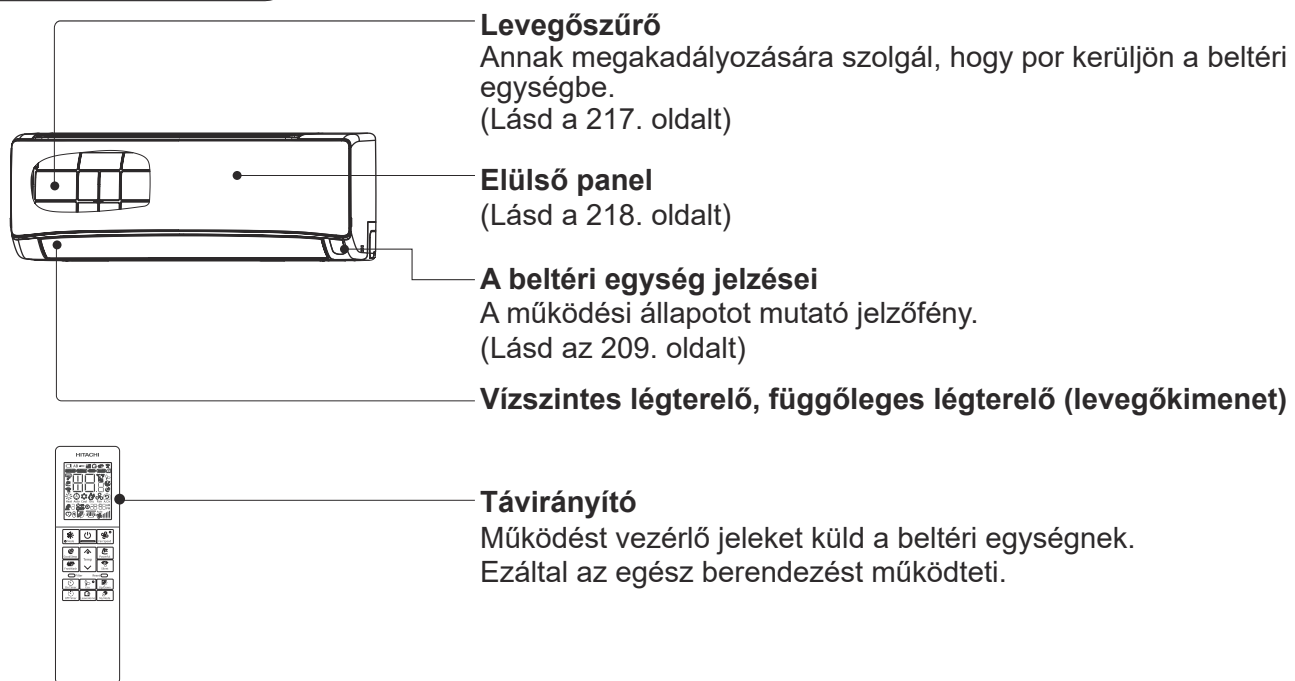 Levegőszűrő
Annak megakadályozására szolgál, hogy por kerüljön a beltéri
egységbe.
(Lásd a 217. oldalt)
Elülső panel
(Lásd a 218. oldalt)
A beltéri egység jelzései
A működési állapotot mutató jelzőfény.
(Lásd az 209. oldalt)
Vízszintes légterelő, függőleges légterelő (levegőkimenet)
HITACHI
Távirányító
Működést vezérlő jeleket küld a beltéri egységnek.
Ezáltal az egész berendezést működteti.